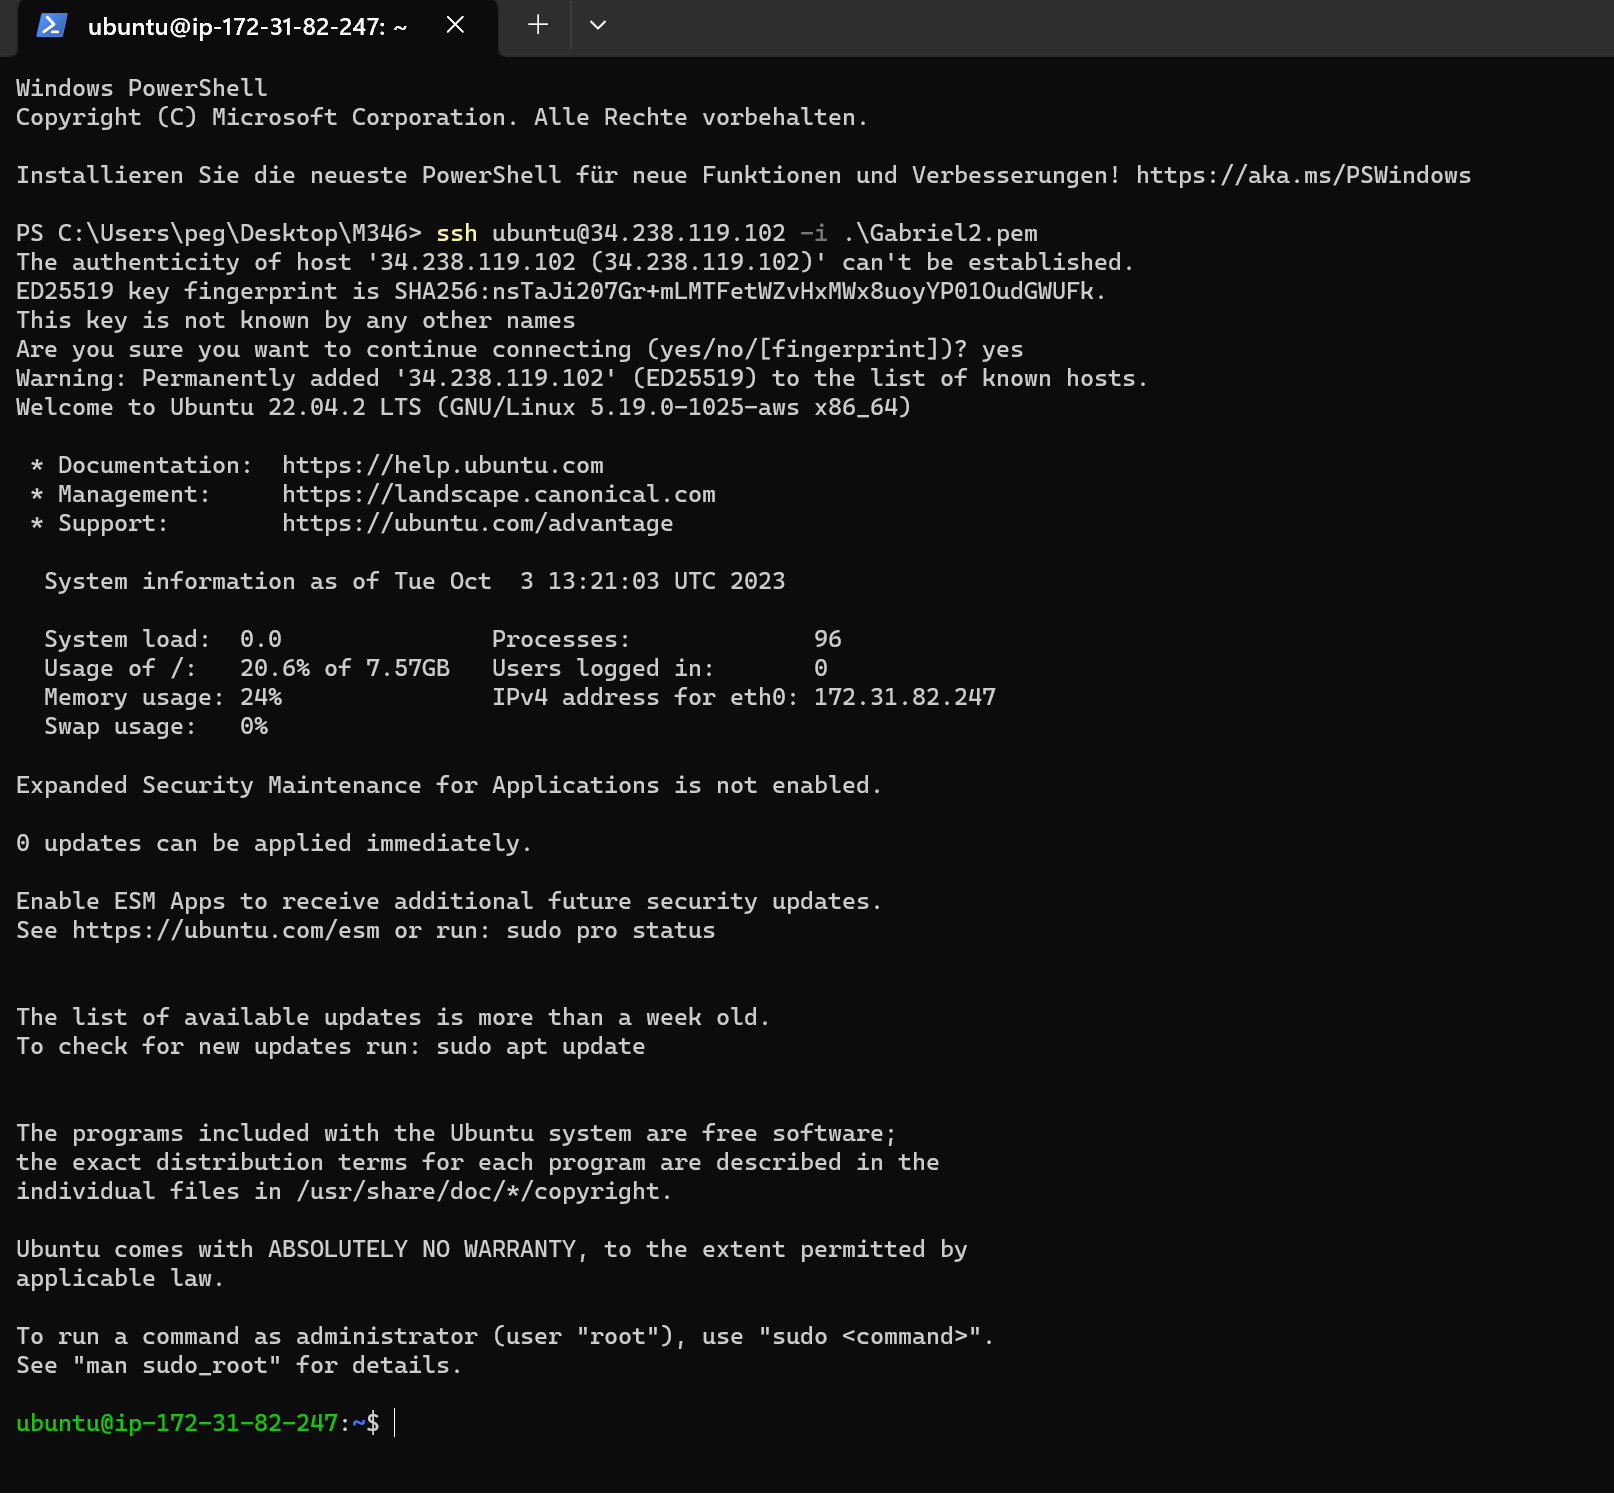 ubuntu@ip-172-31-82-247: ~
Windows PowerShell
Copyright (C) Microsoft Corporation. Alle Rechte vorbehalten.
Installieren Sie die neueste PowerShell für neue Funktionen und Verbesserungen! https://aka.ms/PSWindows
PS C:\Users\peg\Desktop\M346> ssh ubuntu@34.238.119.102 -i .\Gabriel2.pem
The authenticity of host '34.238.119.102 (34.238.119.102)' can't be established.
ED25519 key fingerprint is SHA256:nsTaJi207Gr+mLMTFetWZvHxMWx8uoyYP01OudGWUFk.
This key is not known by any other names
Are you sure you want to continue connecting (yes/no/[fingerprint])? yes
Warning: Permanently added '34.238.119.102' (ED25519) to the list of known hosts.
Welcome to Ubuntu 22.04.2 LTS (GNU/Linux 5.19.0-1025-aws x86_64)
* Documentation:  https://help.ubuntu.com
* Management:     https://landscape.canonical.com
* Support:        https://ubuntu.com/advantage
System information as of Tue Oct  3 13:21:03 UTC 2023
System load:  0.0               Processes:             96
Usage of /:   20.6% of 7.57GB   Users logged in:       0
Memory usage: 24%               IPv4 address for eth0: 172.31.82.247
Swap usage:   0%
Expanded Security Maintenance for Applications is not enabled.
0 updates can be applied immediately.
Enable ESM Apps to receive additional future security updates.
See https://ubuntu.com/esm or run: sudo pro status
The list of available updates is more than a week old.
To check for new updates run: sudo apt update
The programs included with the Ubuntu system are free software;
the exact distribution terms for each program are described in the
individual files in /usr/share/doc/*/copyright.
Ubuntu comes with ABSOLUTELY NO WARRANTY, to the extent permitted by
applicable law.
To run a command as administrator (user "root"), use "sudo <command>".
See "man sudo_root" for details.
ubuntu@ip-172-31-82-247:~$